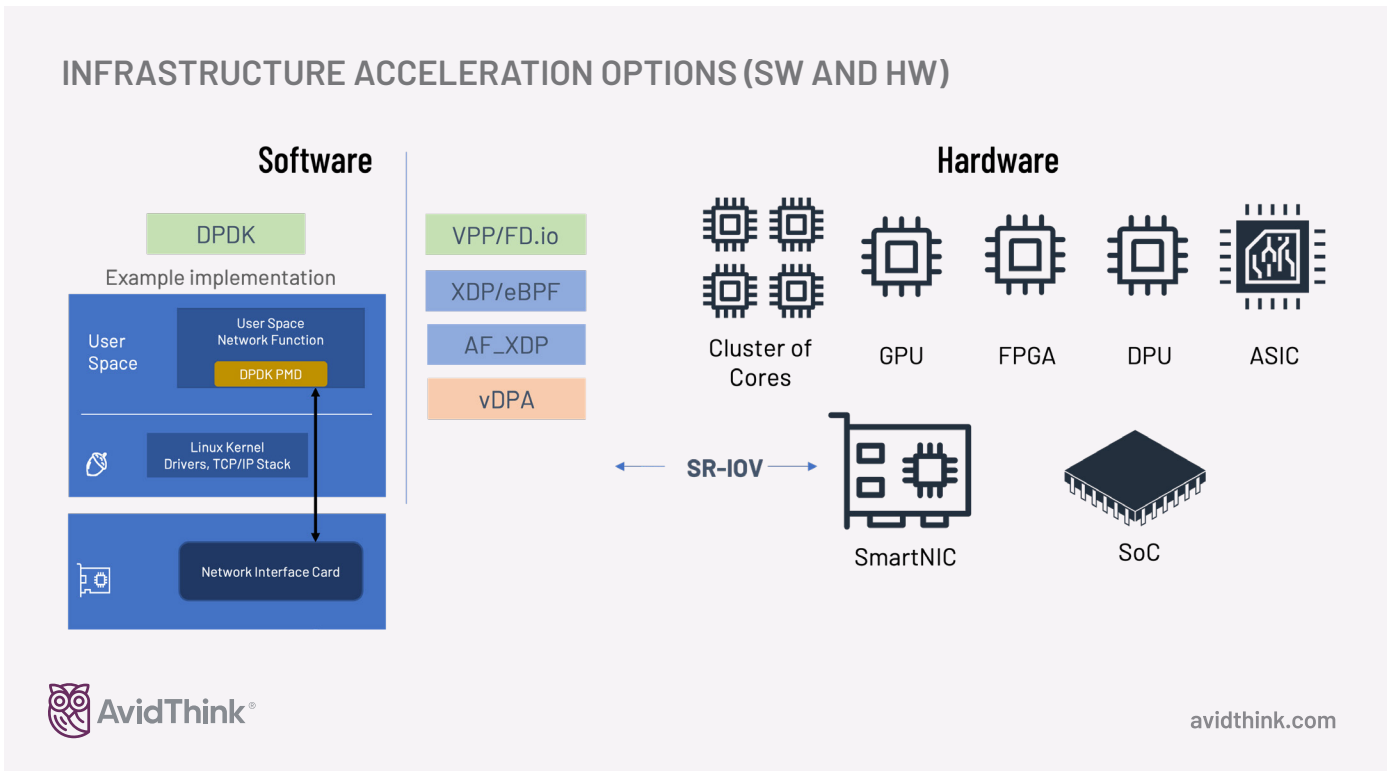 INFRASTRUCTURE ACCELERATION OPTIONS (SW AND HW)
Software
DPDK
Example implementation
User
Space
User Space
Network Function
DPDK PMD
Linux Kernel
Drivers, TCP/IP Stack
Network Interface Card
VPP/FD.io
XDP/eBPF
AF_XDP
vDPA
Hardware
Cluster of
Cores
GPU
FPGA
DPU
ASIC
SR-IOV
SmartNIC
SoC
AvidThink®
avidthink.com